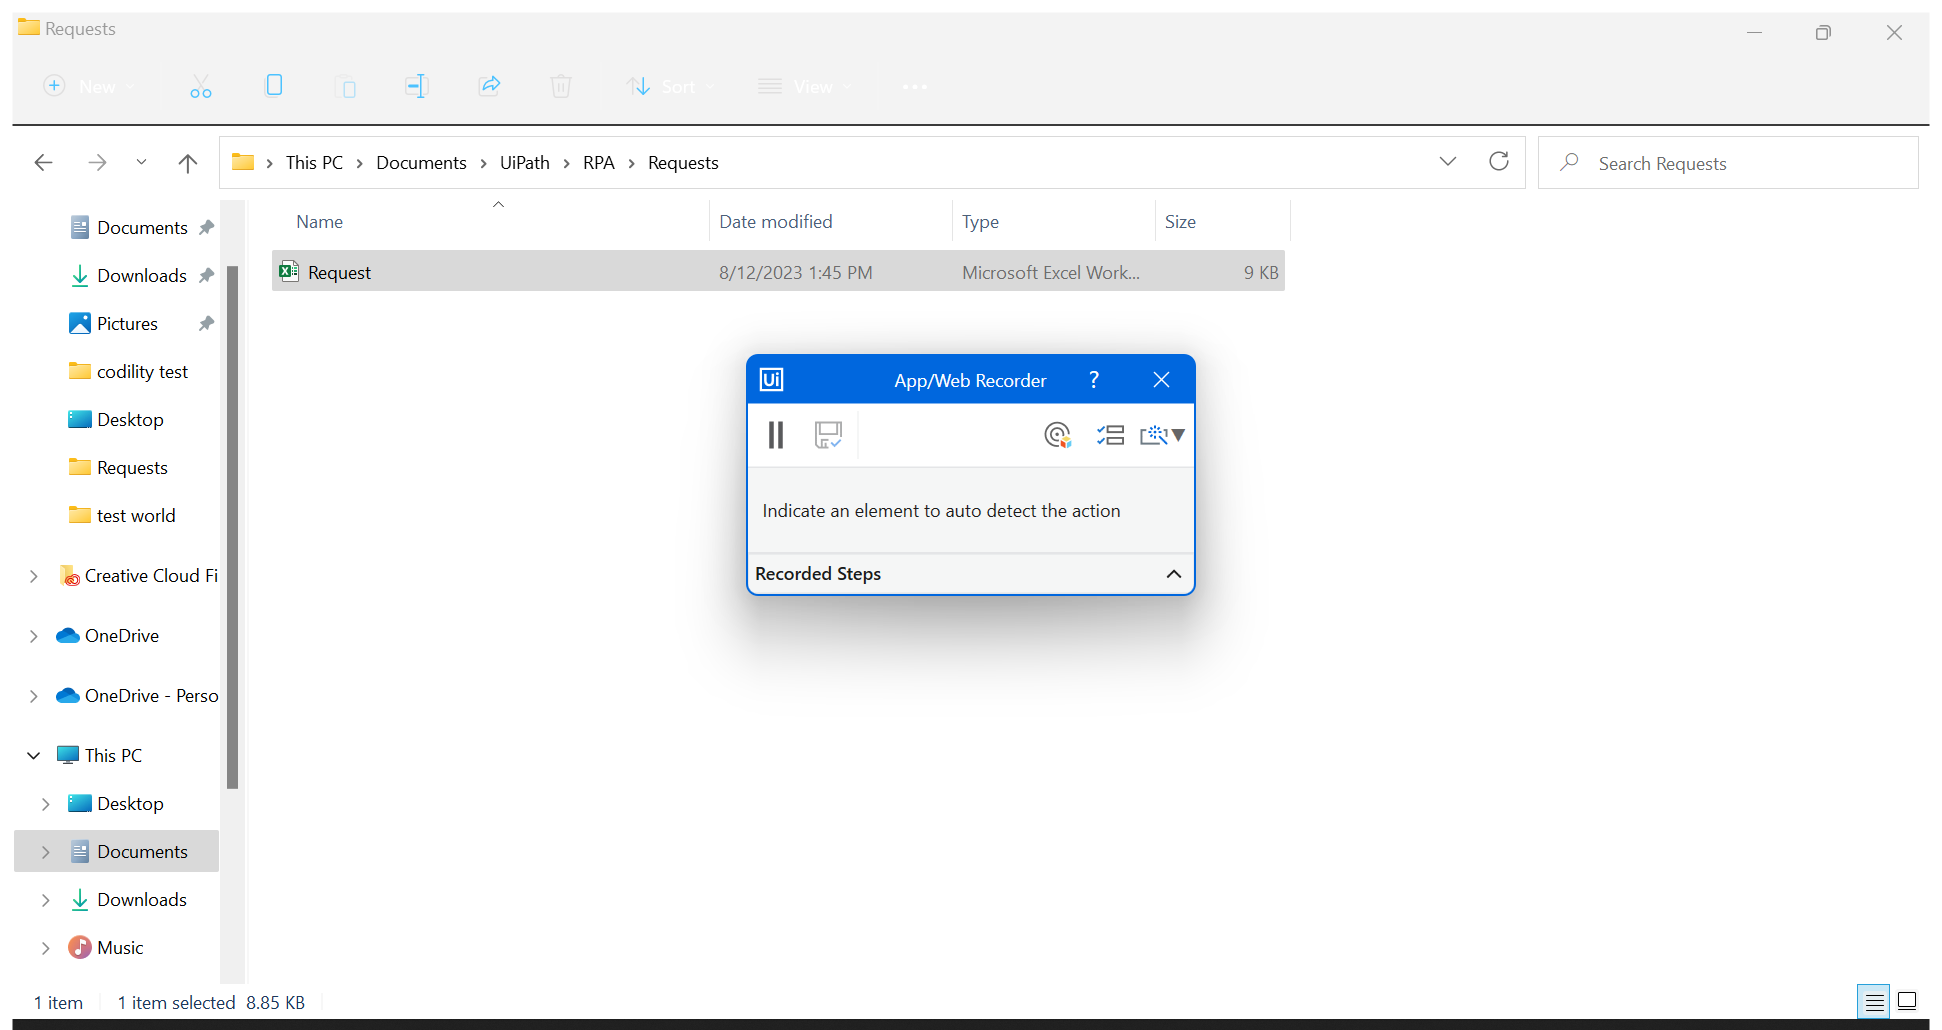 Requests
New
Sort
View
This PC
Documents
UiPath
RPA
Requests
Search Requests
Name
Date modified
Type
Size
Request
8/12/2023 1:45 PM
Microsoft Excel Work...
9 KB
Documents
Downloads
Pictures
codility test
Desktop
Requests
test world
Creative Cloud Fi
OneDrive
OneDrive - Perso
This PC
Desktop
Documents
Downloads
Music
Ui
App/Web Recorder
?
Indicate an element to auto detect the action
Recorded Steps
1 item
1 item selected 8.85 KB